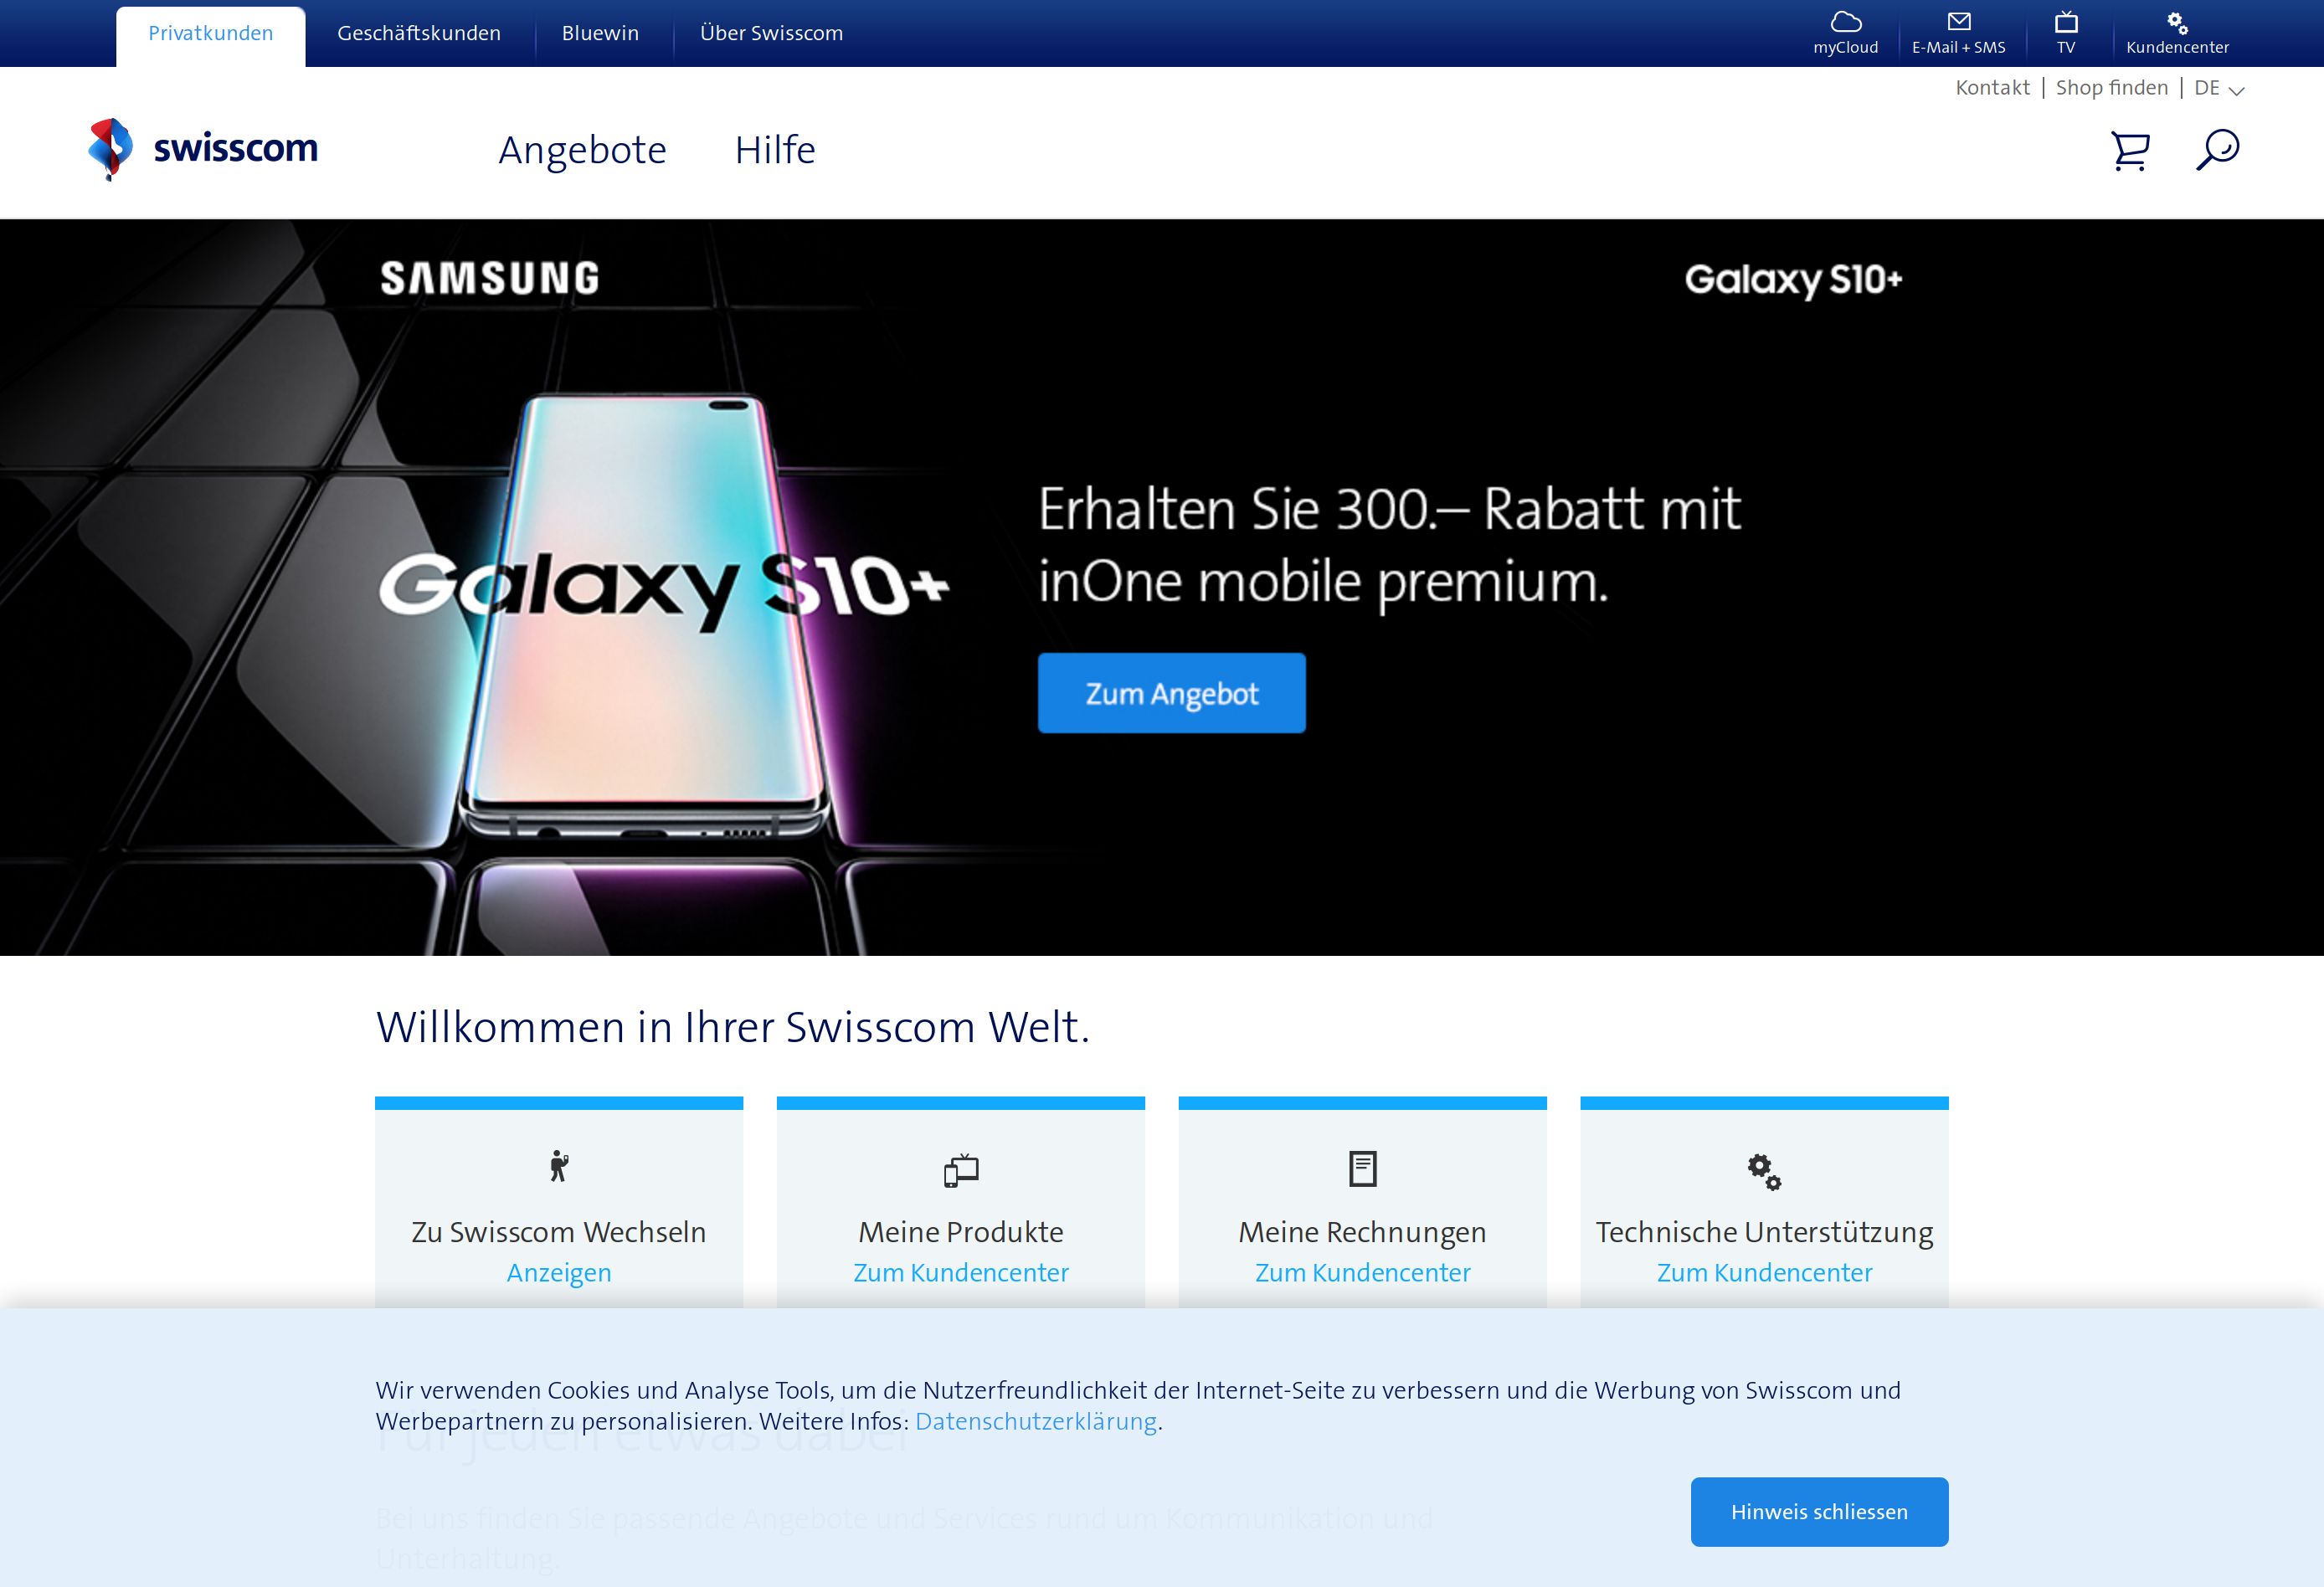 Privatkunden
Geschäftskunden
Bluewin
Über Swisscom
myCloud
E-Mail + SMS
TV
Kundencenter
Kontakt
Shop finden
DE
swisscom
Angebote
Hilfe
SAMSUNG
Galaxy S10+
Galaxy S10+
Erhalten Sie 300.– Rabatt mit
inOne mobile premium.
Zum Angebot
Willkommen in Ihrer Swisscom Welt.
Zu Swisscom Wechseln
Anzeigen
Meine Produkte
Zum Kundencenter
Meine Rechnungen
Zum Kundencenter
Technische Unterstützung
Zum Kundencenter
Wir verwenden Cookies und Analyse Tools, um die Nutzerfreundlichkeit der Internet-Seite zu verbessern und die Werbung von Swisscom und
Werbepartnern zu personalisieren. Weitere Infos: Datenschutzerklärung.
Für jeden etwas dabei
Bei uns finden Sie passende Angebote und Services rund um Kommunikation und
Unterhaltung.
Hinweis schliessen